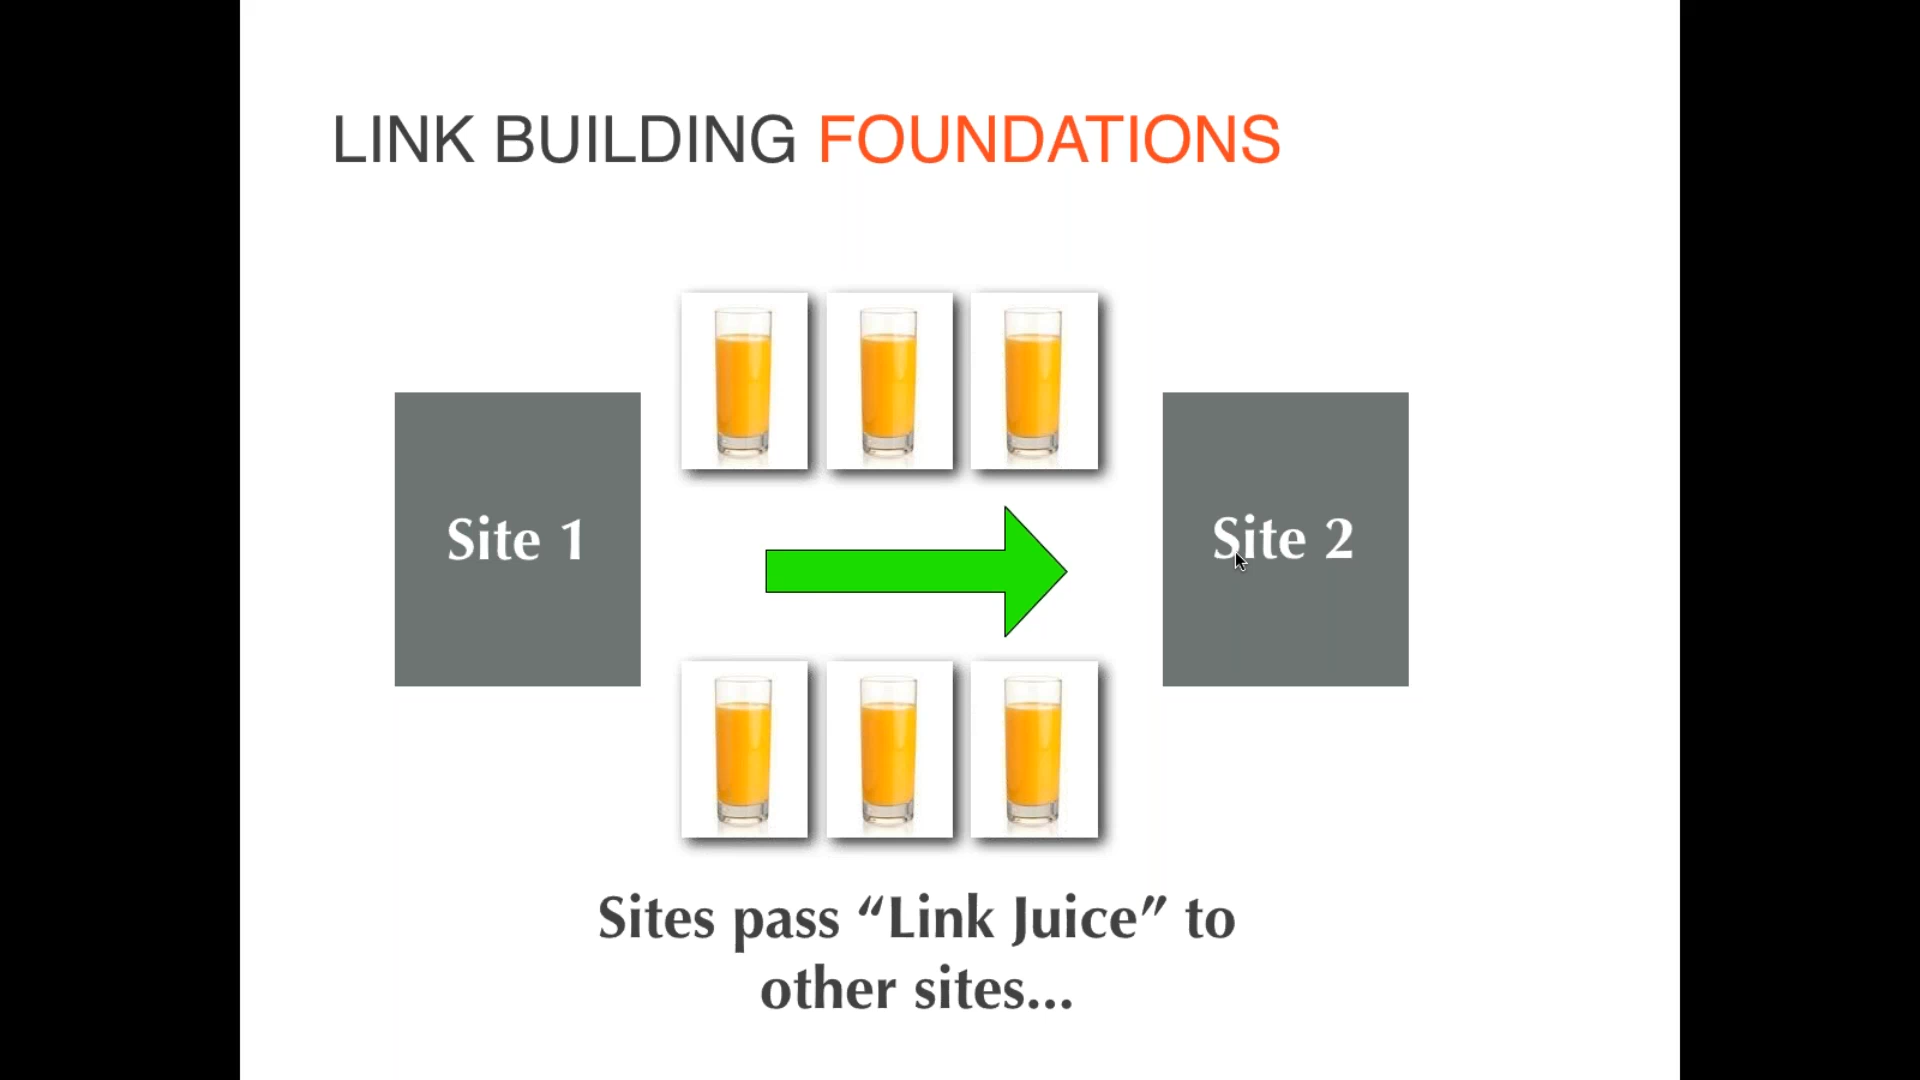 LINK BUILDING FOUNDATIONS
Site 1
Site 2
Sites pass “Link Juice” to
other sites...